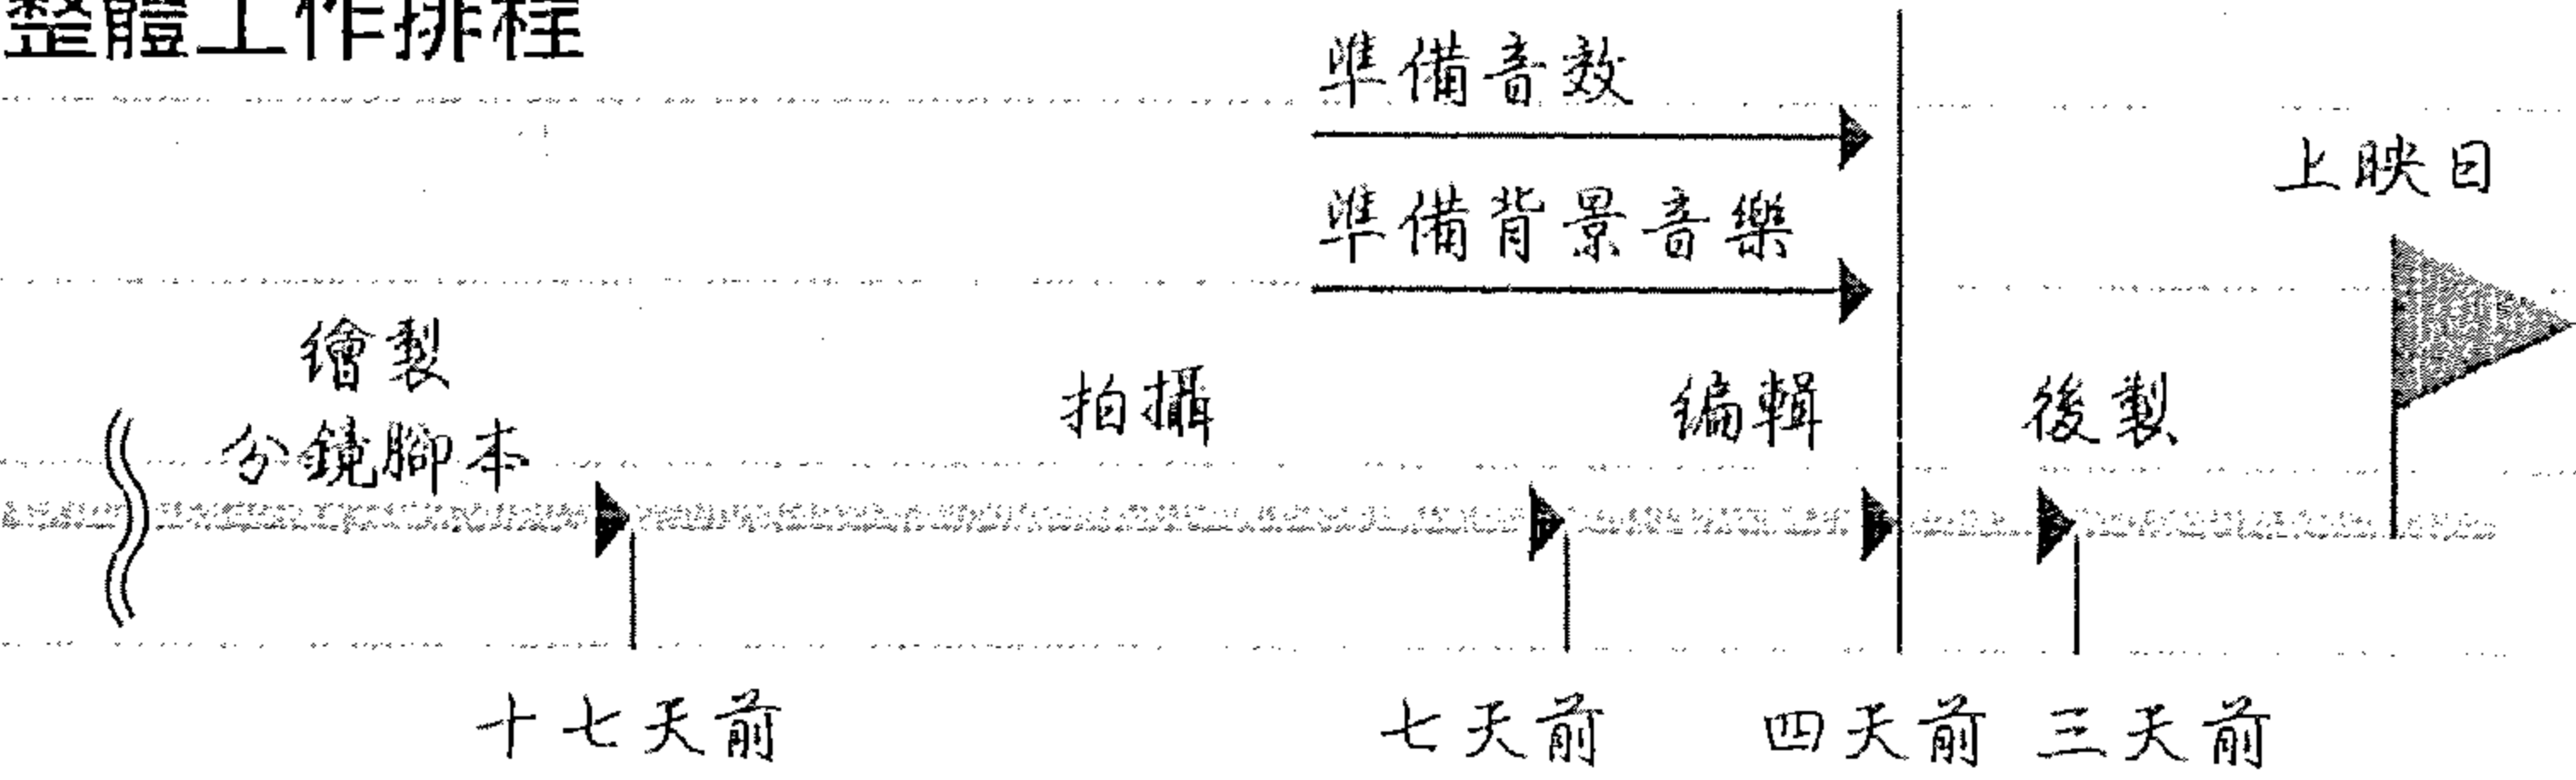 整體工作排程
準備音效
準備背景音樂
上映日
繪製
分鏡腳本
拍攝
編輯
後製
十七天前
七天前
四天前
三天前